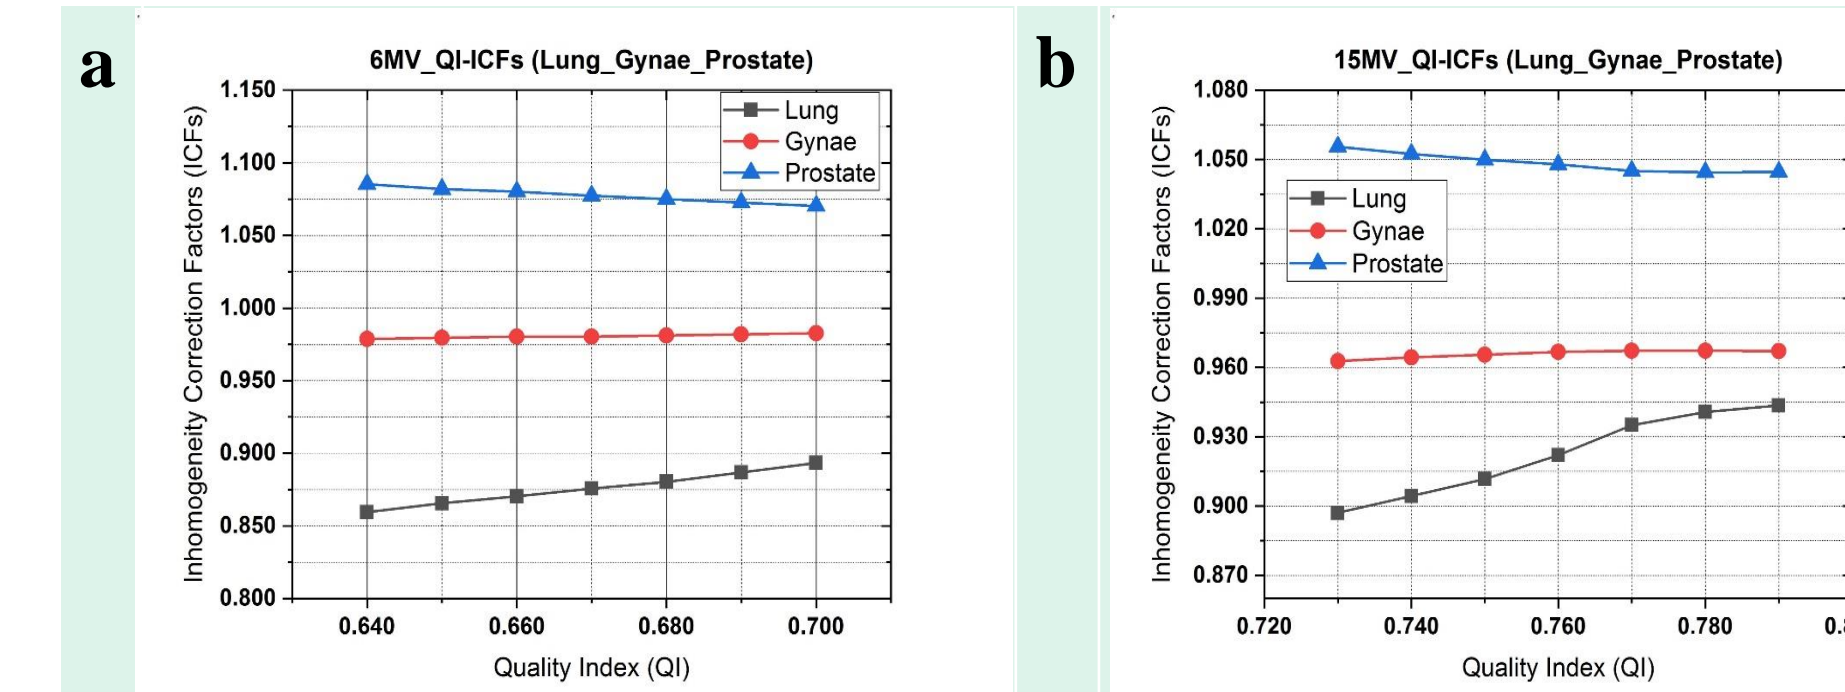 a
6MV_QI-ICFs (Lung_Gynae_Prostate)
Inhomogeneity Correction Factors (ICFs)
1.150
1.100
1.050
1.000
0.950
0.900
0.850
0.800
Lung
Gynae
Prostate
0.640 0.660 0.680 0.700
Quality Index (QI)
b
15MV_QI-ICFs (Lung_Gynae_Prostate)
Inhomogeneity Correction Factors (ICFs)
1.080
1.050
1.020
0.990
0.960
0.930
0.900
0.870
Lung
Gynae
Prostate
0.720 0.740 0.760 0.780
Quality Index (QI)